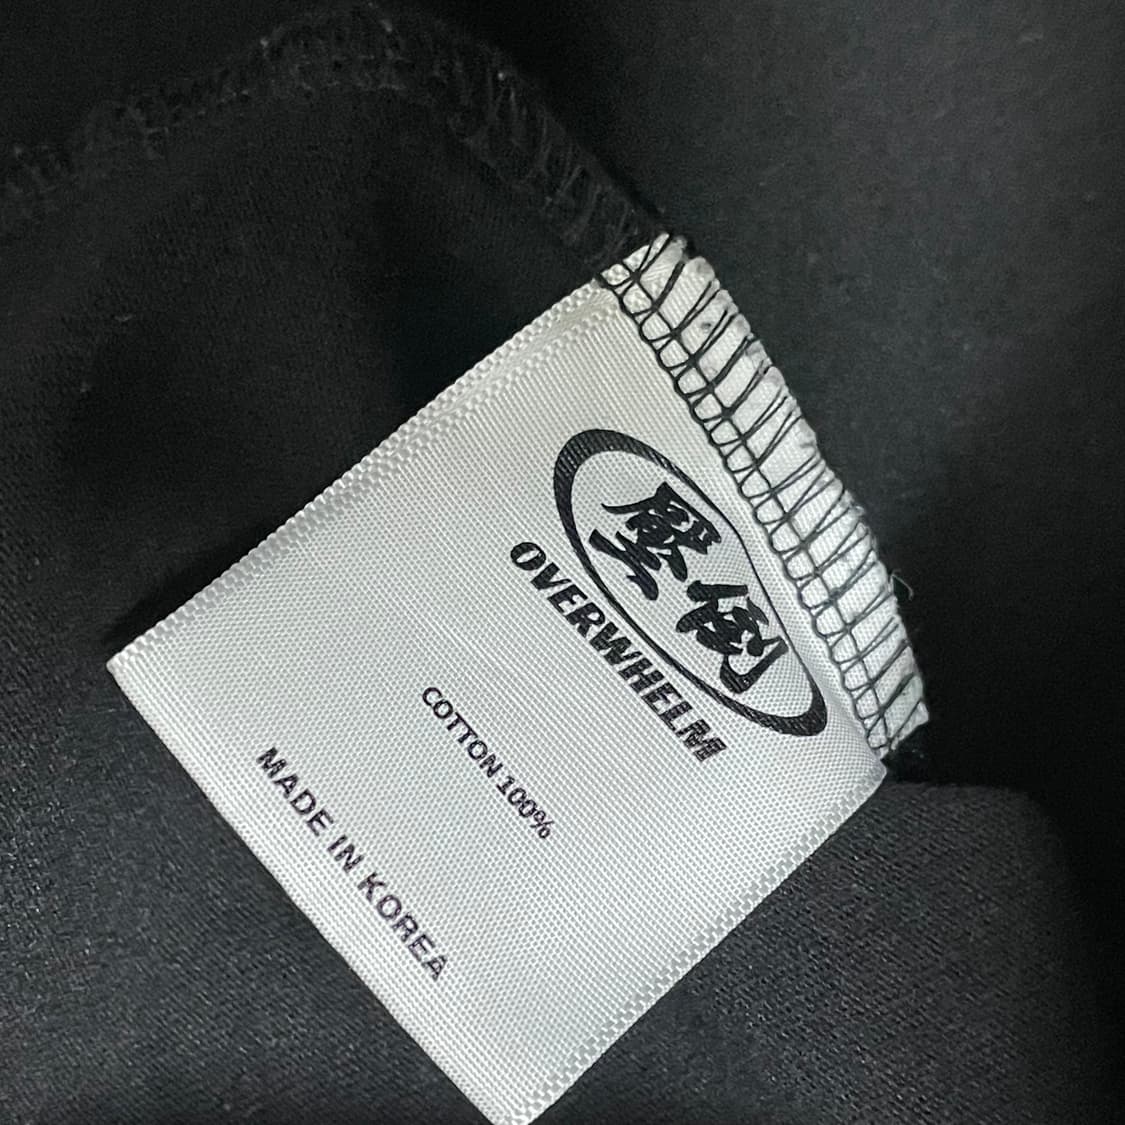 壓倒
OVERWHELM
COTTON 100%
MADE IN KOREA